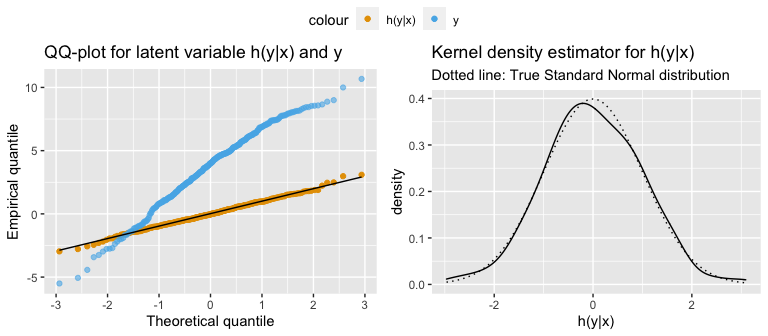 colour h(y|x) y
QQ-plot for latent variable h(y|x) and y
10
5
0
-5
-3 -2 -1 0 1 2 3
Theoretical quantile
Empirical quantile
Kernel density estimator for h(y|x)
Dotted line: True Standard Normal distribution
0.4
0.3
0.2
0.1
0.0
-2 0 2
h(y|x)
density